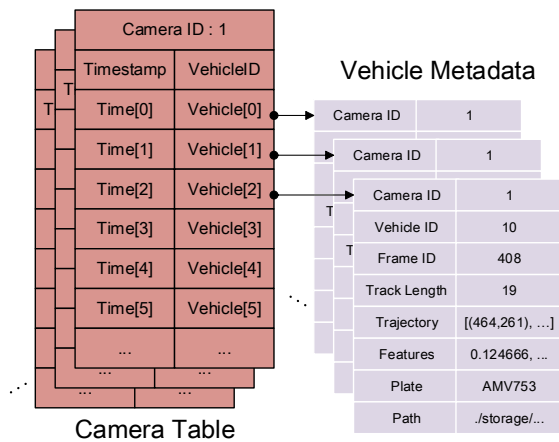 Camera ID : 1
Timestamp VehicleID
T T
Time[0] Vehicle[0]
Time[1] Vehicle[1]
Time[2] Vehicle[2]
Time[3] Vehicle[3]
Time[4] Vehicle[4]
Time[5] Vehicle[5]
... ...
... ...
... ...
...
Camera Table
Vehicle Metadata
Camera ID 1
Camera ID 1
T
T
Camera ID 1
Vehicle ID 10
Frame ID 408
Track Length 19
Trajectory [(464,261), ...]
Features 0.124666, ...
Plate AMV753
Path ./storage/...
...